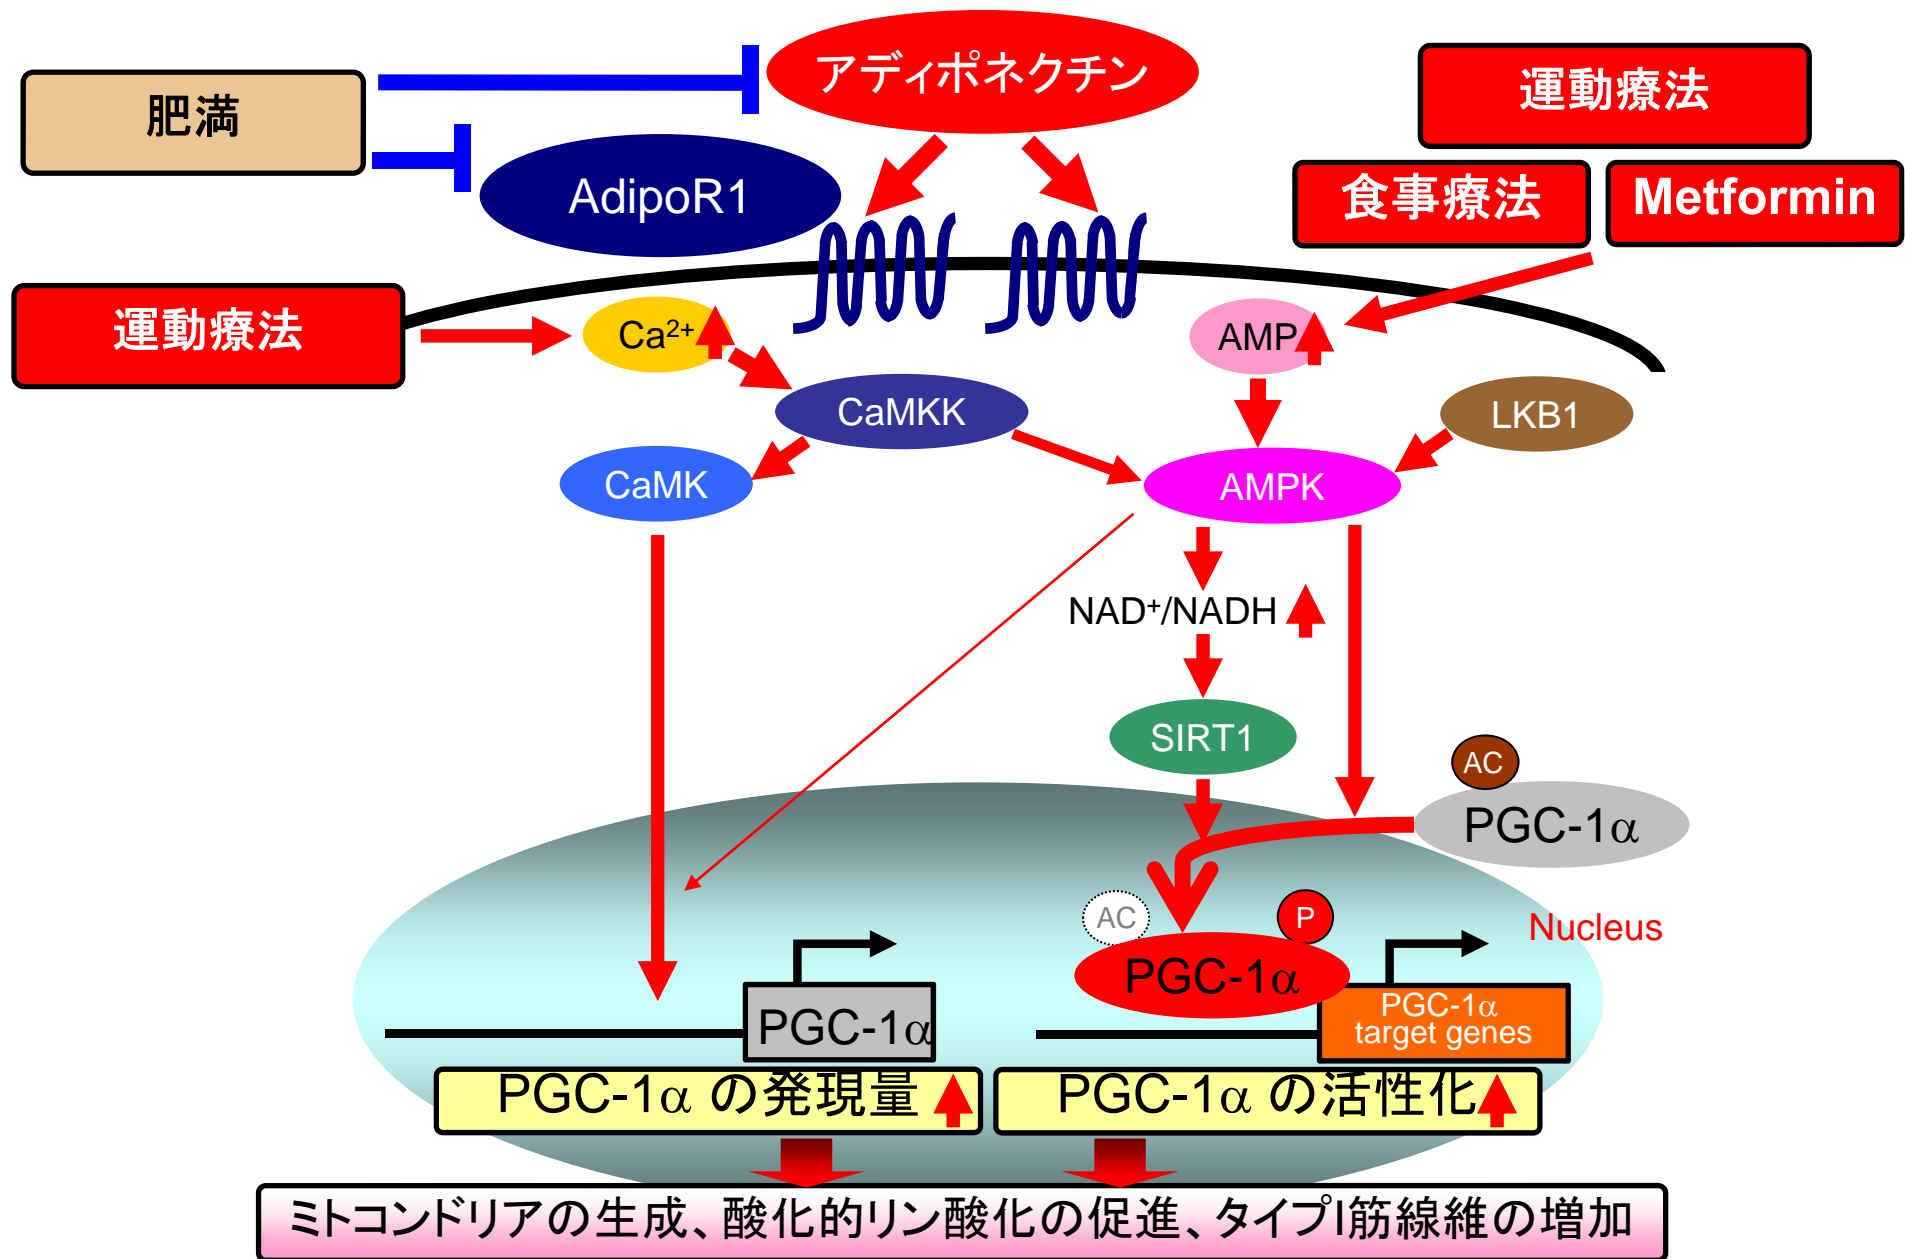 アディポネクチン
肥満
運動療法
AdipoR1
食事療法
Metformin
運動療法
Ca²⁺
AMP
CaMKK
LKB1
CaMK
AMPK
NAD⁺/NADH
SIRT1
AC
PGC-1α
AC
P
Nucleus
PGC-1α
PGC-1α
PGC-1α
target genes
PGC-1α の発現量
PGC-1α の活性化
ミトコンドリアの生成、酸化的リン酸化の促進、タイプI筋線維の増加